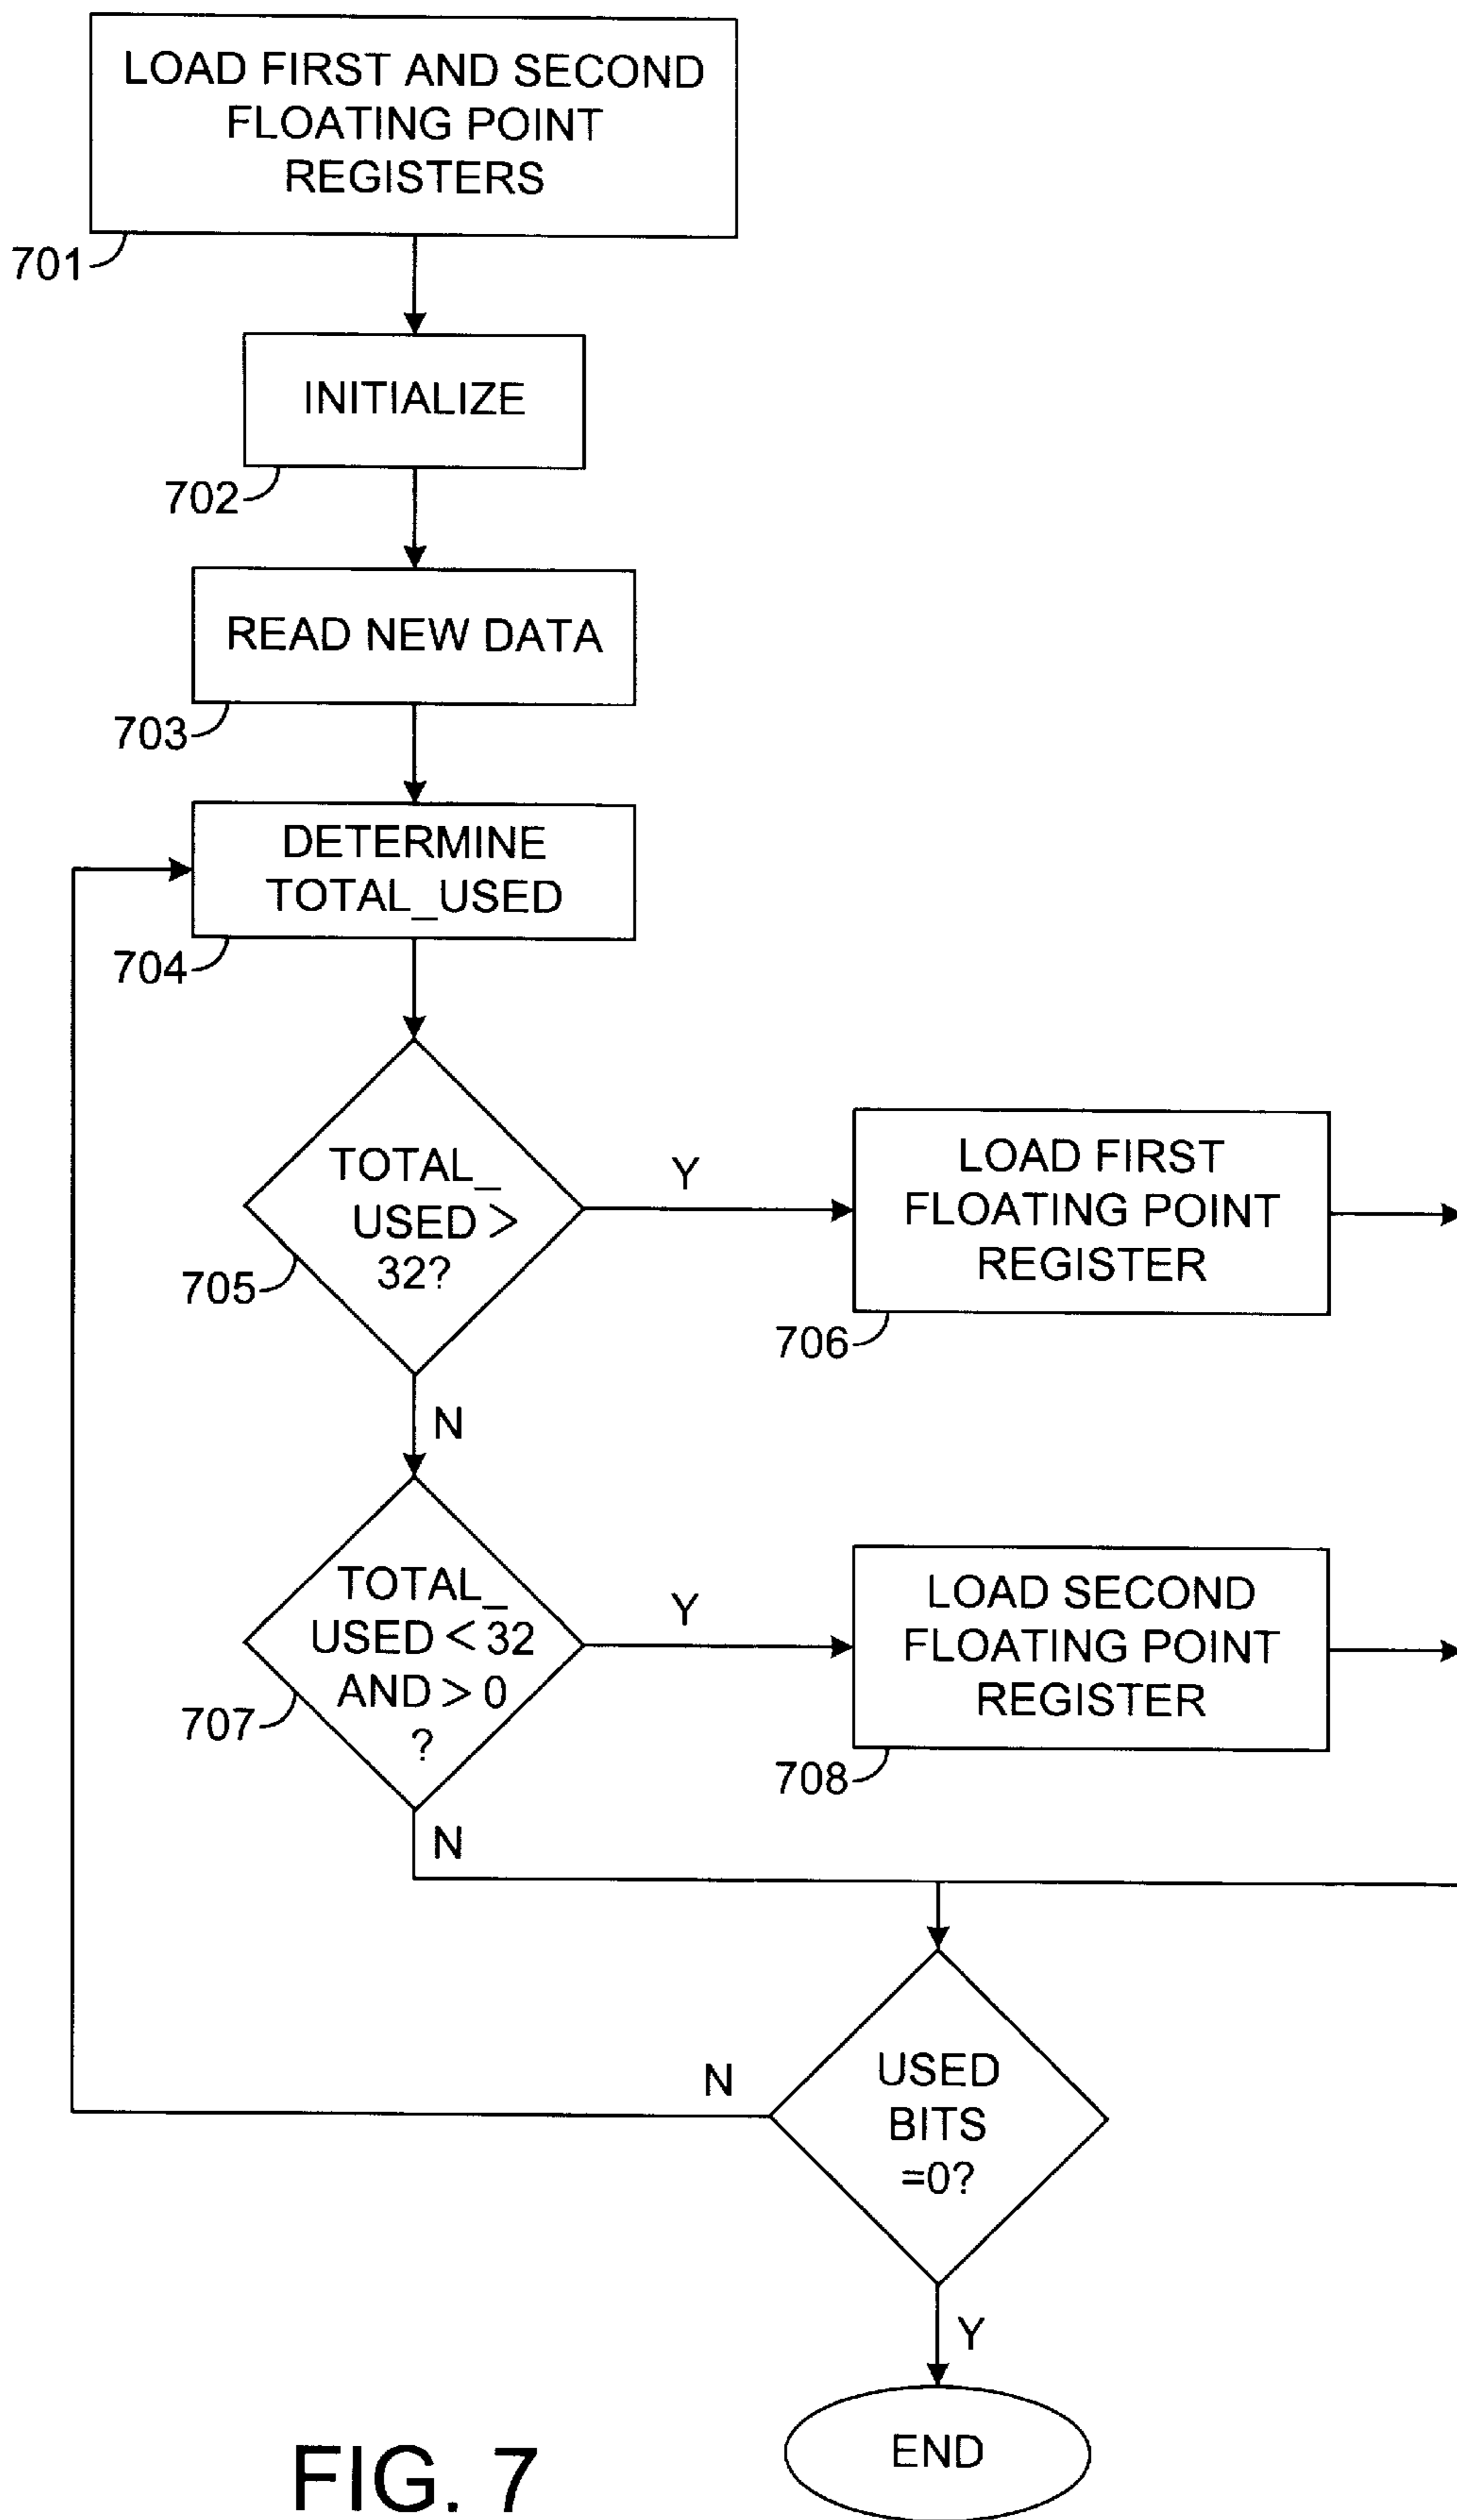 LOAD FIRST AND SECOND
FLOATING POINT
REGISTERS
701
INITIALIZE
702
READ NEW DATA
703
DETERMINE
TOTAL_USED
704
TOTAL_
USED >
32?
705
Y
LOAD FIRST
FLOATING POINT
REGISTER
706
N
TOTAL_
USED < 32
AND > 0
?
707
Y
LOAD SECOND
FLOATING POINT
REGISTER
708
N
USED
BITS
=0?
N
Y
END
FIG. 7